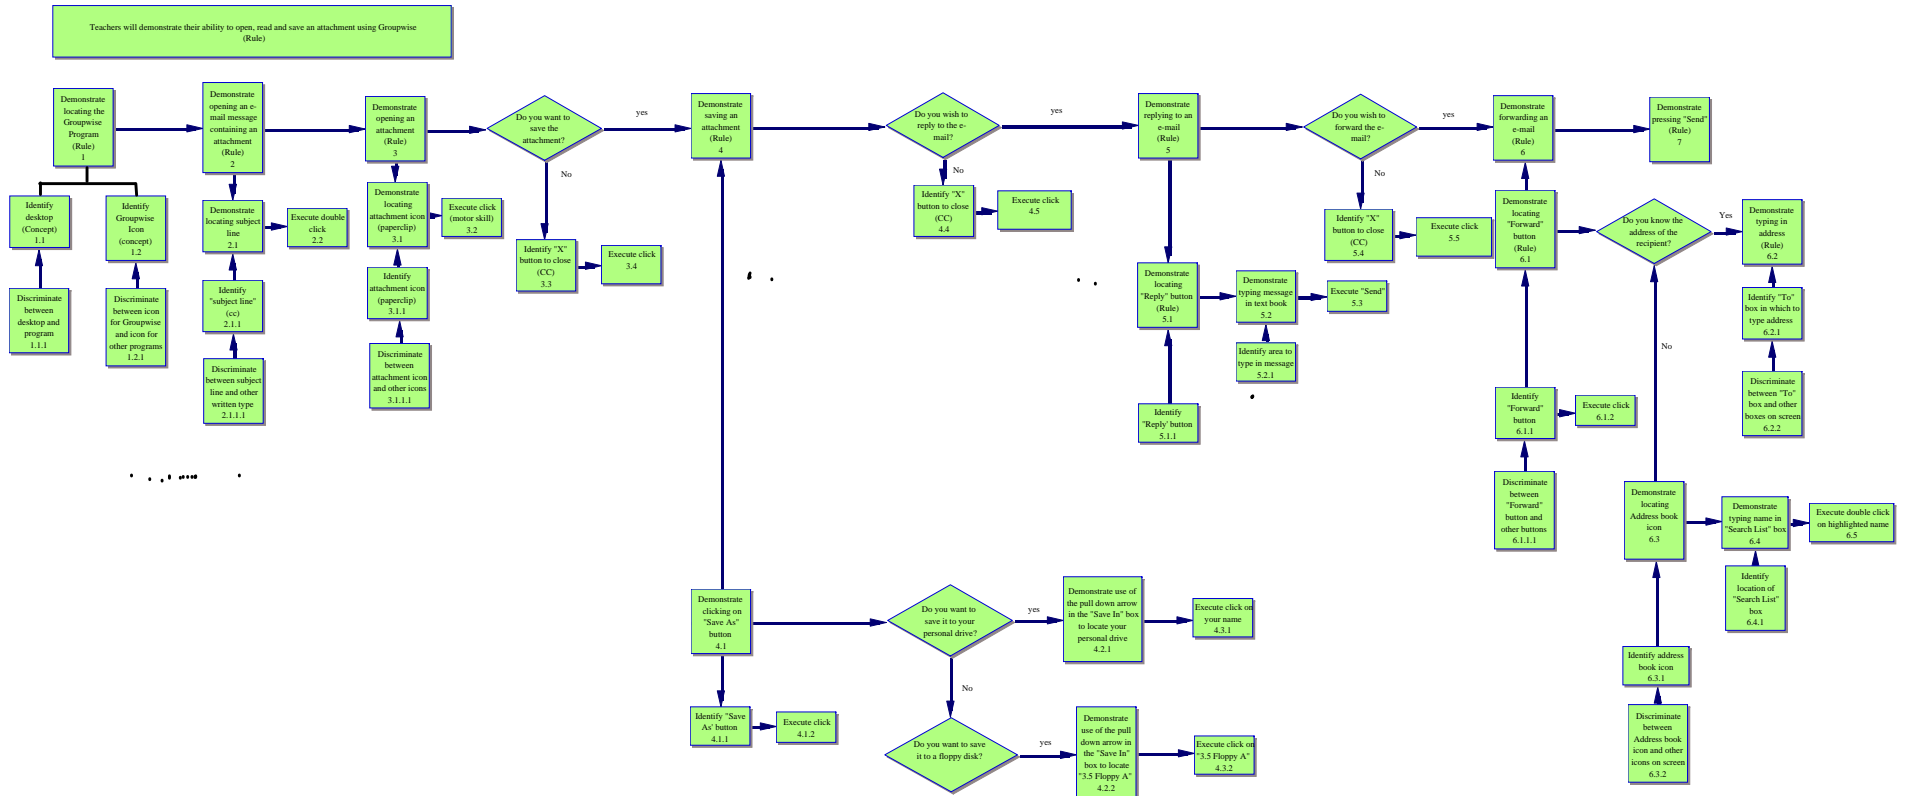 Teachers will demonstrate their ability to open, read and save an attachment using Groupwise
(Rule)
Demonstrate
locating the
Groupwise
Program
(Rule)
1
Demonstrate
opening an e-
mail message
containing an
attachment
(Rule)
2
Demonstrate
opening an
attachment
(Rule)
3
Do you want to
save the
attachment?
yes
Demonstrate
saving an
attachment
(Rule)
4
Do you wish to
reply to the e-
mail?
yes
Demonstrate
replying to an
e-mail
(Rule)
5
Do you wish to
forward the e-
mail?
yes
Demonstrate
forwarding an
e-mail
(Rule)
6
Demonstrate
pressing "Send"
(Rule)
7
No
No
No
Identify
desktop
(Concept)
1.1
Identify
Groupwise
Icon
(concept)
1.2
Demonstrate
locating subject
line
2.1
Execute double
click
2.2
Demonstrate
locating
attachment icon
(paperclip)
3.1
Execute click
(motor skill)
3.2
Identify "X"
button to close
(CC)
3.3
Execute click
3.4
Identify "X"
button to close
(CC)
4.4
Execute click
4.5
Identify "X"
button to close
(CC)
5.4
Execute click
5.5
Demonstrate
locating
"Forward"
button
(Rule)
6.1
Do you know the
address of the
recipient?
Yes
Demonstrate
typing in
address
(Rule)
6.2
Discriminate
between
desktop and
program
1.1.1
Discriminate
between icon
for Groupwise
and icon for
other programs
1.2.1
Identify
"subject line"
(cc)
2.1.1
Identify
attachment icon
(paperclip)
3.1.1
Demonstrate
locating
"Reply" button
(Rule)
5.1
Demonstrate
typing message
in text book
5.2
Execute "Send"
5.3
Identify "To"
box in which to
type address
6.2.1
Discriminate
between subject
line and other
written type
2.1.1.1
Discriminate
between
attachment icon
and other icons
3.1.1.1
Identify area to
type in message
5.2.1
No
Identify
'Reply' button
5.1.1
Identify
"Forward"
button
6.1.1
Execute click
6.1.2
Discriminate
between "To"
box and other
boxes on screen
6.2.2
Discriminate
between
"Forward"
button and
other buttons
6.1.1.1
Demonstrate
locating
Address book
icon
6.3
Demonstrate
typing name in
"Search List" box
6.4
Execute double click
on highlighted name
6.5
Identify
location of
"Search List"
box
6.4.1
Demonstrate
clicking on
"Save As"
button
4.1
Do you want to
save it to your
personal drive?
yes
Demonstrate use of
the pull down arrow
in the "Save In" box
to locate your
personal drive
4.2.1
Execute click on
your name
4.3.1
Identify address
book icon
6.3.1
No
Identify "Save
As' button
4.1.1
Execute click
4.1.2
Do you want to save
it to a floppy disk?
yes
Demonstrate
use of the pull
down arrow in
the "Save In"
box to locate
"3.5 Floppy A"
4.2.2
Execute click on
"3.5 Floppy A"
4.3.2
Discriminate
between
Address book
icon and other
icons on screen
6.3.2